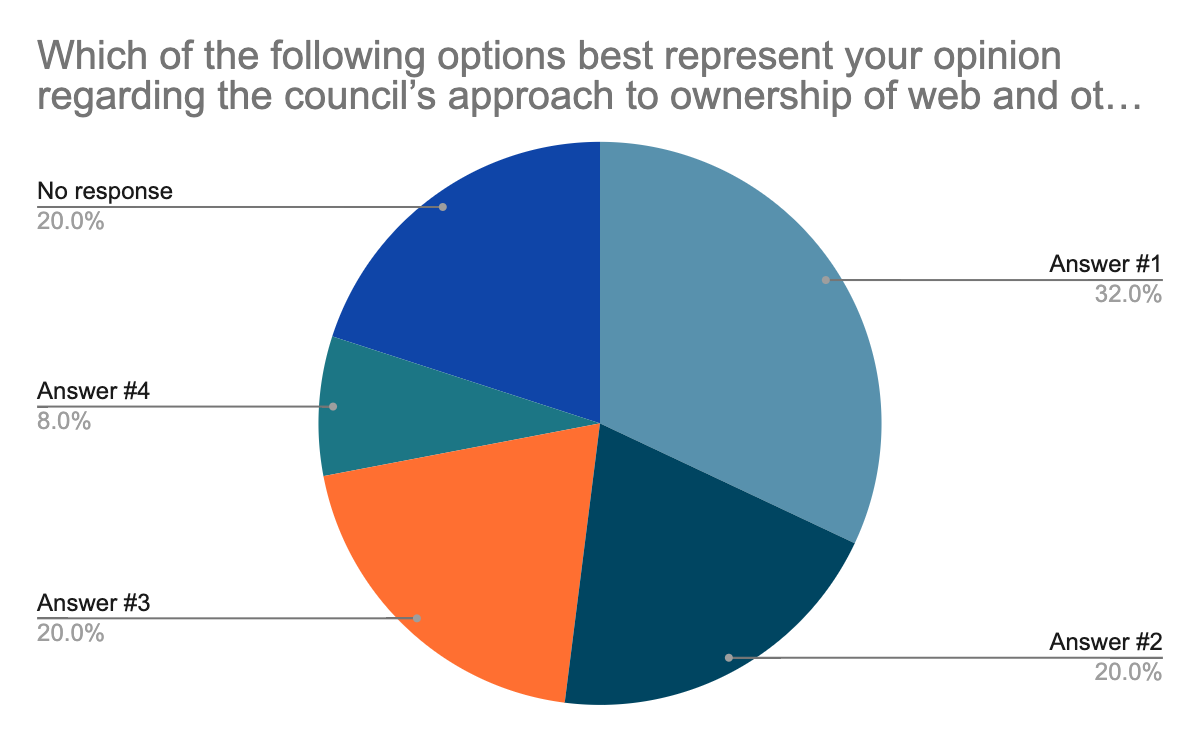 Which of the following options best represent your opinion
regarding the council’s approach to ownership of web and ot…
No response
20.0%
Answer #1
32.0%
Answer #4
8.0%
Answer #3
20.0%
Answer #2
20.0%